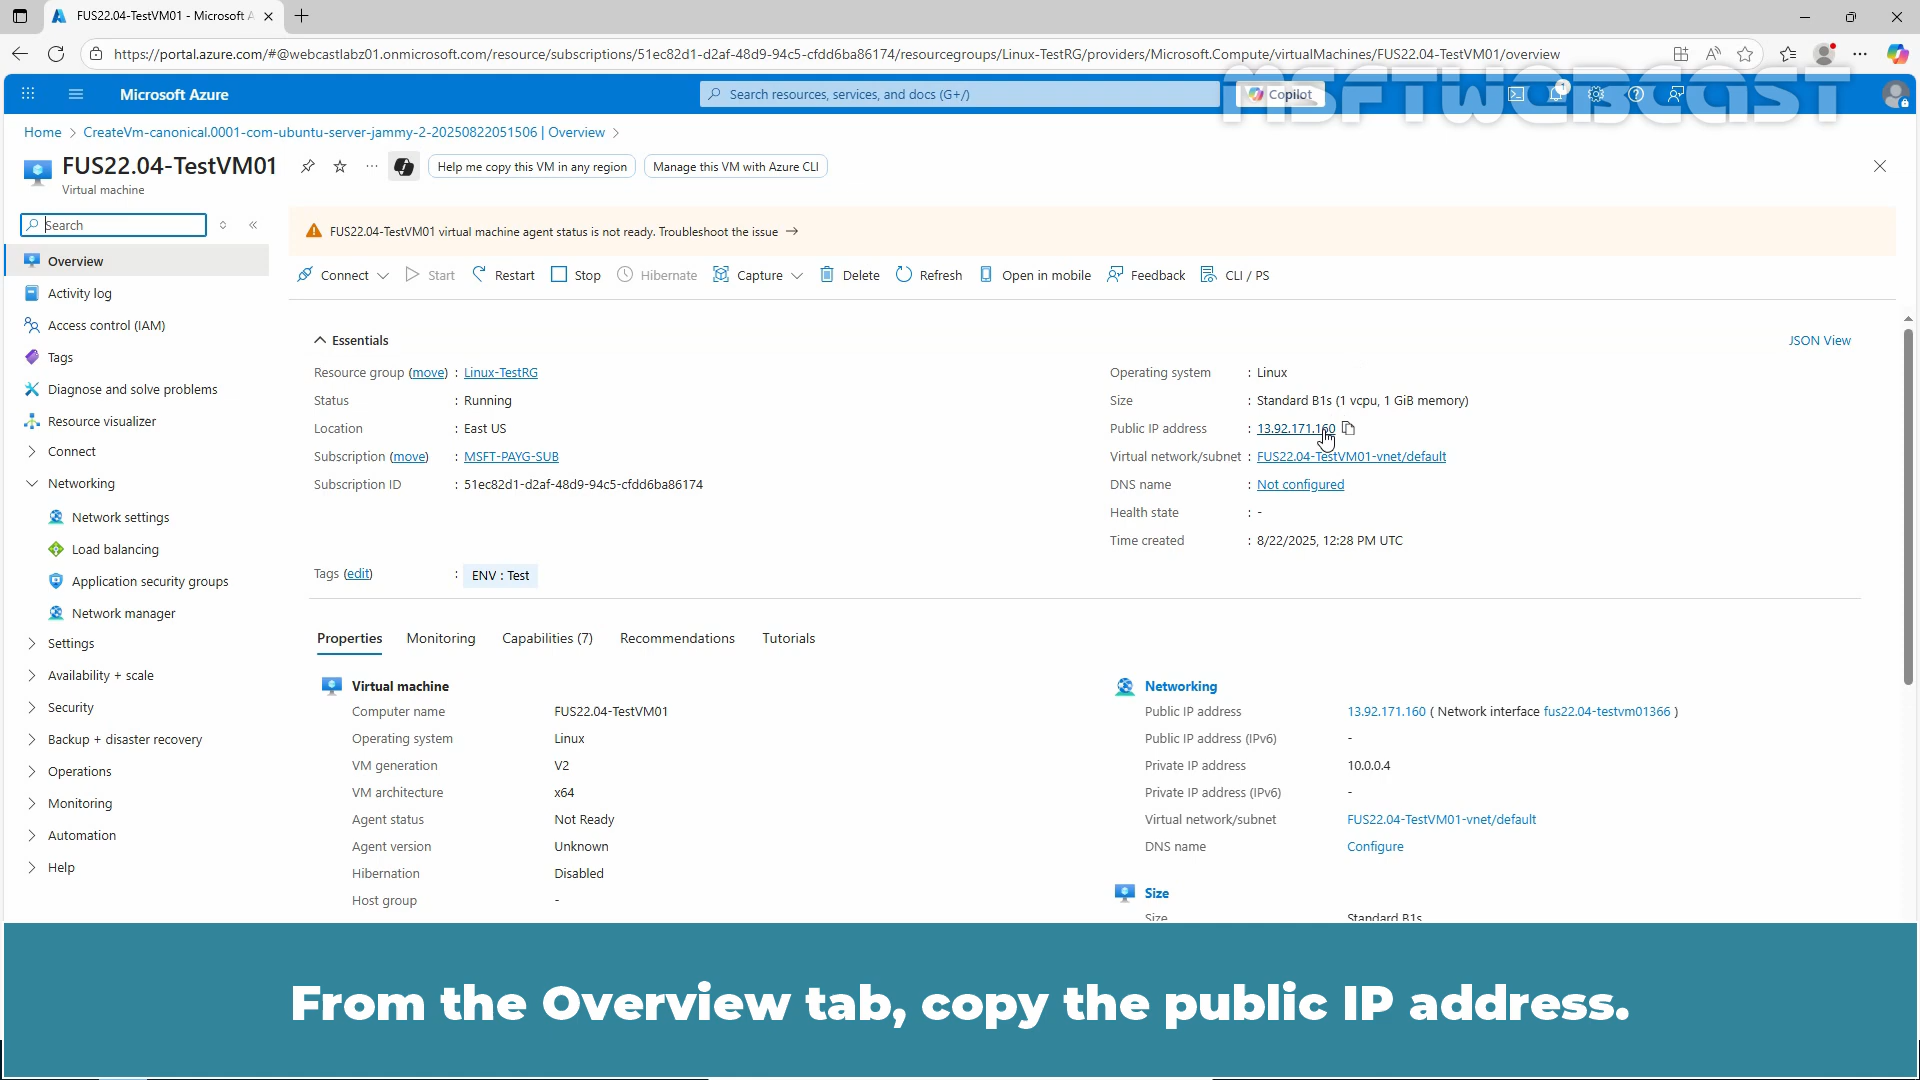 FUS22.04-TestVM01 - Microsoft A
https://portal.azure.com/#@webcastlabz01.onmicrosoft.com/resource/subscriptions/51ec82d1-d2af-48d9-94c5-cfdd6ba86174/resourcegroups/Linux-TestRG/providers/Microsoft.Compute/virtualMachines/FUS22.04-TestVM01/overview
Microsoft Azure
Search resources, services, and docs (G+/)
Copilot
1
MSFTWEBCAST
Home > CreateVm-canonical.0001-com-ubuntu-server-jammy-2-20250822051506 | Overview >
FUS22.04-TestVM01
Virtual machine
Help me copy this VM in any region
Manage this VM with Azure CLI
Search
FUS22.04-TestVM01 virtual machine agent status is not ready. Troubleshoot the issue →
Overview
Activity log
Access control (IAM)
Tags
Diagnose and solve problems
Resource visualizer
Connect
Networking
Network settings
Load balancing
Application security groups
Network manager
Settings
Availability + scale
Security
Backup + disaster recovery
Operations
Monitoring
Automation
Help
Connect Start Restart Stop Hibernate Capture Delete Refresh Open in mobile Feedback CLI / PS
Essentials
JSON View
Resource group (move) : Linux-TestRG
Status : Running
Location : East US
Subscription (move) : MSFT-PAYG-SUB
Subscription ID : 51ec82d1-d2af-48d9-94c5-cfdd6ba86174
Operating system : Linux
Size : Standard B1s (1 vcpu, 1 GiB memory)
Public IP address : 13.92.171.160
Virtual network/subnet : FUS22.04-TestVM01-vnet/default
DNS name : Not configured
Health state : -
Time created : 8/22/2025, 12:28 PM UTC
Tags (edit) : ENV : Test
Properties Monitoring Capabilities (7) Recommendations Tutorials
Virtual machine
Computer name FUS22.04-TestVM01
Operating system Linux
VM generation V2
VM architecture x64
Agent status Not Ready
Agent version Unknown
Hibernation Disabled
Host group -
Networking
Public IP address 13.92.171.160 ( Network interface fus22.04-testvm01366 )
Public IP address (IPv6) -
Private IP address 10.0.0.4
Private IP address (IPv6) -
Virtual network/subnet FUS22.04-TestVM01-vnet/default
DNS name Configure
Size
Size Standard B1s
From the Overview tab, copy the public IP address.